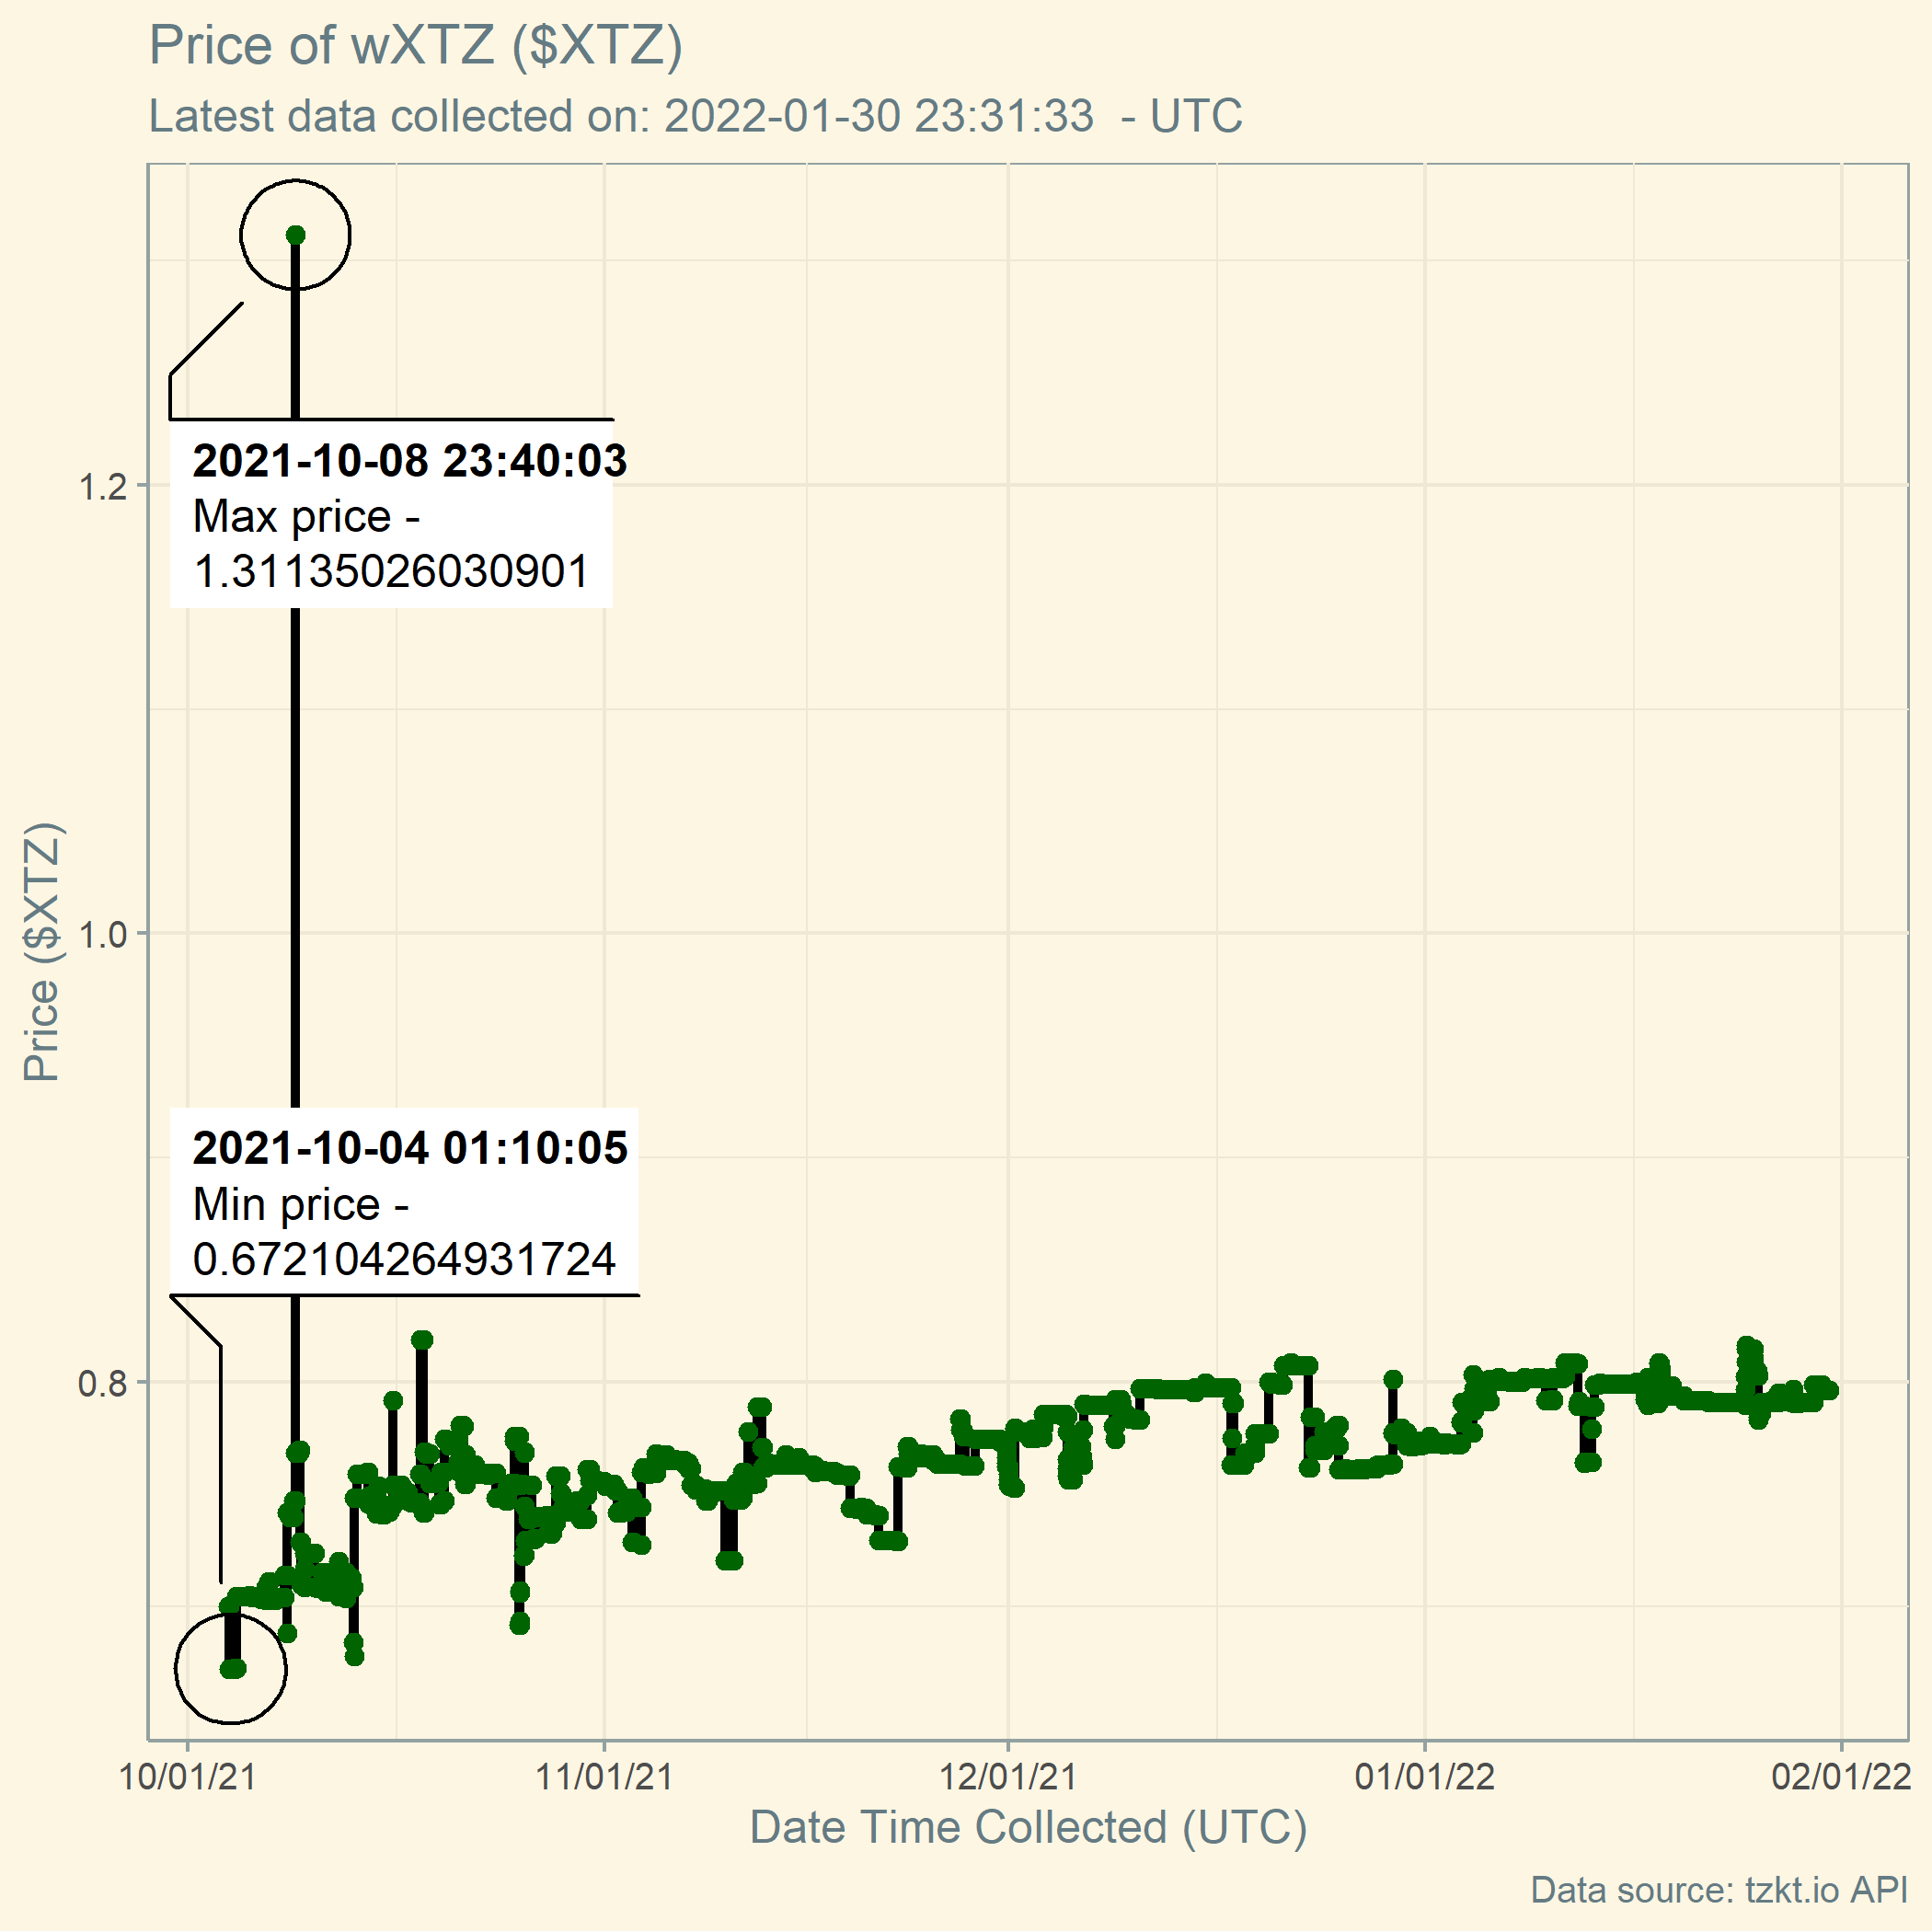 Price of wXTZ ($XTZ)
Latest data collected on: 2022-01-30 23:31:33  - UTC
2021-10-08 23:40:03
Max price -
1.31135026030901
2021-10-04 01:10:05
Min price -
0.672104264931724
Price ($XTZ)
1.2
1.0
0.8
10/01/21
11/01/21
12/01/21
01/01/22
02/01/22
Date Time Collected (UTC)
Data source: tzkt.io API